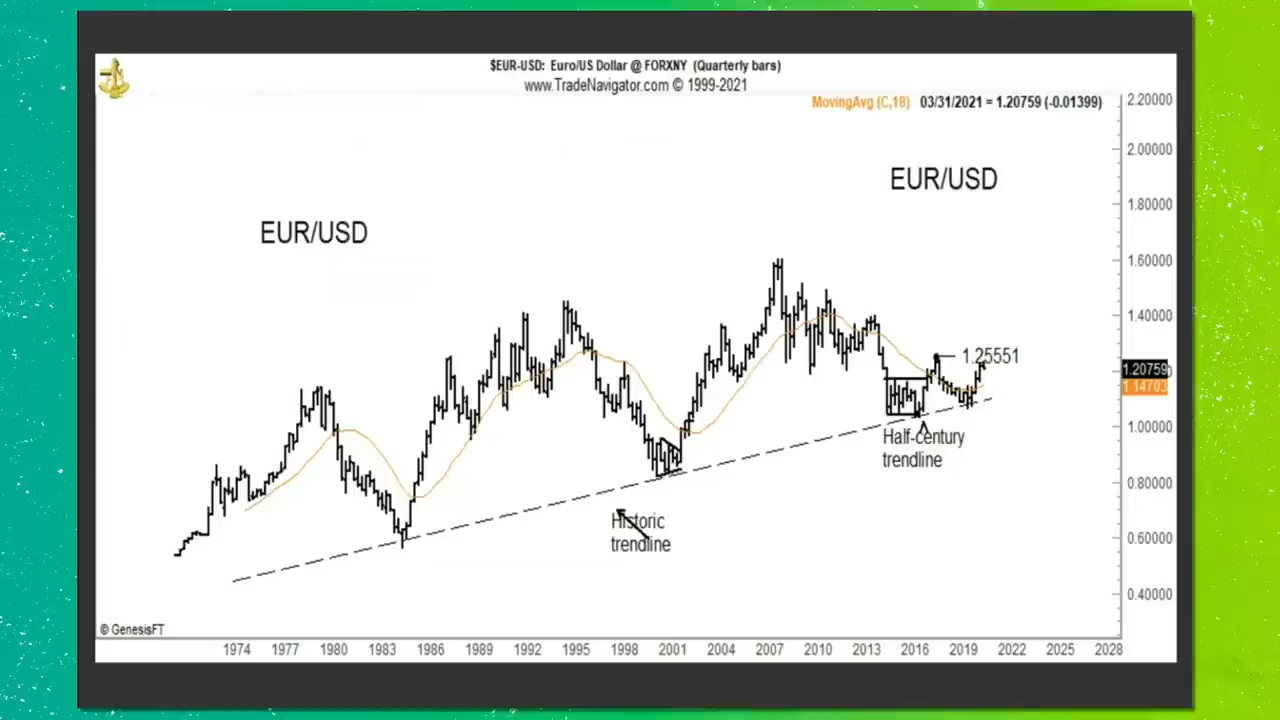 $EUR-USD: Euro/US Dollar @ FORXNY (Quarterly bars)
www.TradeNavigator.com © 1999-2021
MovingAvg (C,18) 03/31/2021 = 1.20759 (-0.01399)
2.20000
2.00000
EUR/USD
1.80000
EUR/USD
1.60000
1.40000
1.25551
1.20759
1.14703
1.00000
Half-century
trendline
0.80000
Historic
trendline
0.60000
0.40000
© GenesisFT
1974 1977 1980 1983 1986 1989 1992 1995 1998 2001 2004 2007 2010 2013 2016 2019 2022 2025 2028